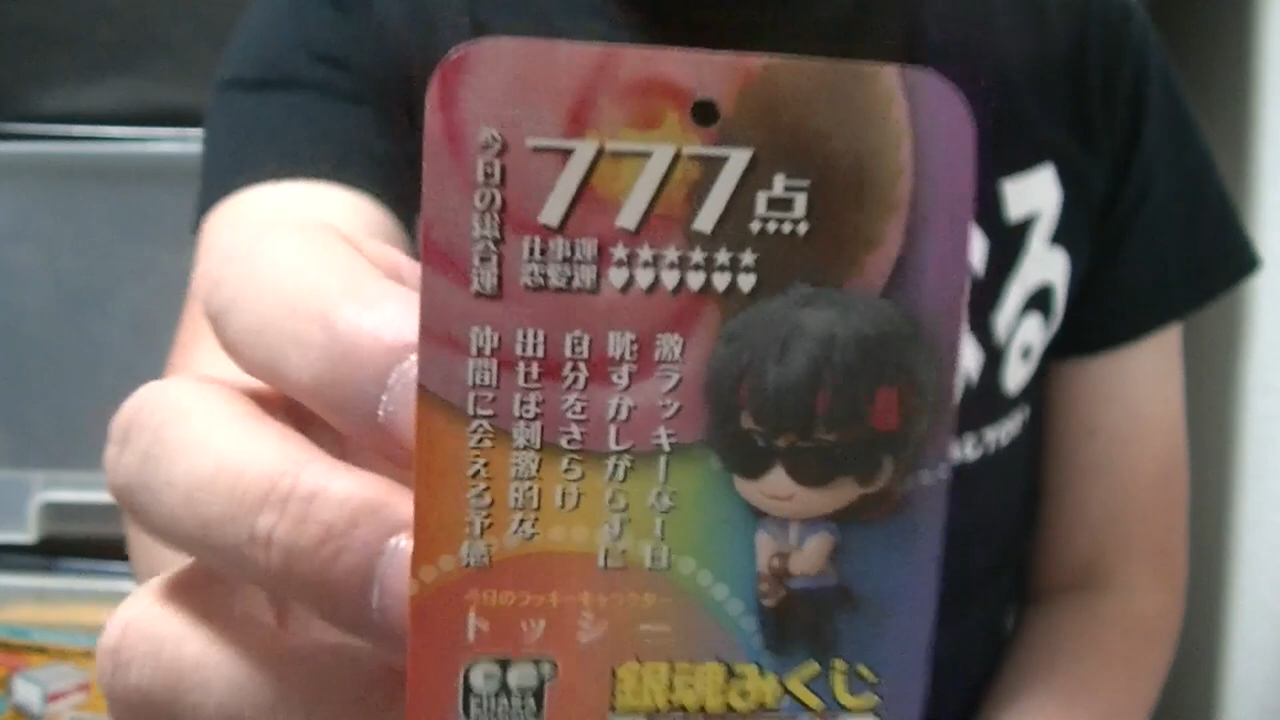 今日の総合運
777点
仕事運 ★★★★★★
恋愛運 ♥♥♥♥♥♥
激ラッキーな1日
恥ずかしがらずに
自分をさらけ
出せば刺激的な
仲間に会える予感
今日のラッキーキャラクター
トッシー
銀魂みくじ
る